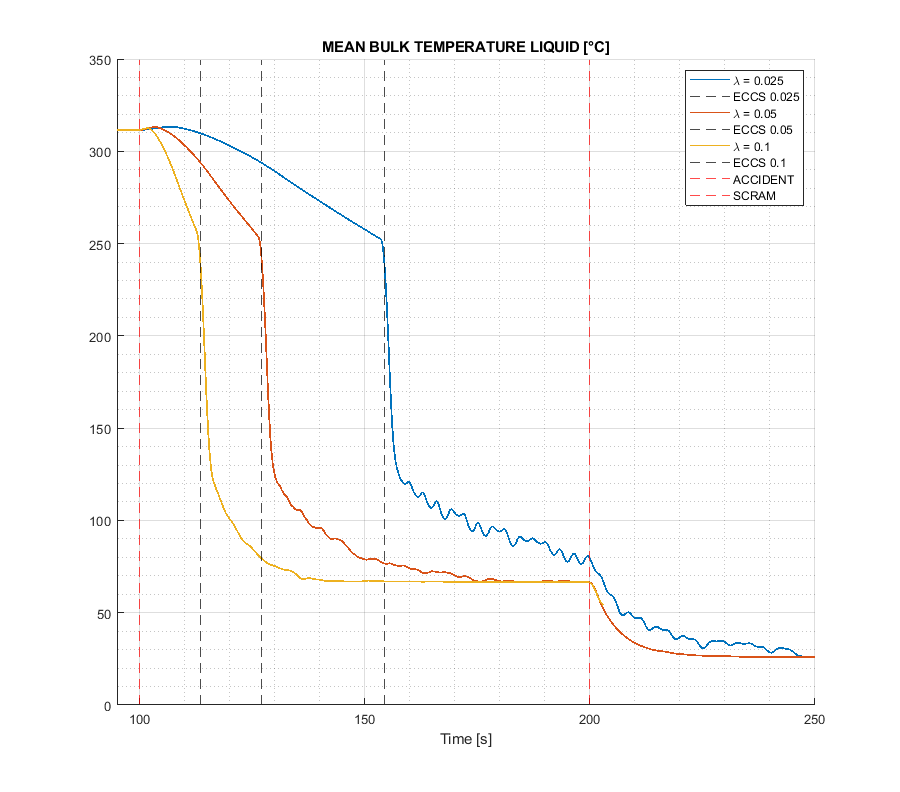 MEAN BULK TEMPERATURE LIQUID [°C]
350
300
250
200
150
100
50
0
λ = 0.025
ECCS 0.025
λ = 0.05
ECCS 0.05
λ = 0.1
ECCS 0.1
ACCIDENT
SCRAM
100
150
200
250
Time [s]